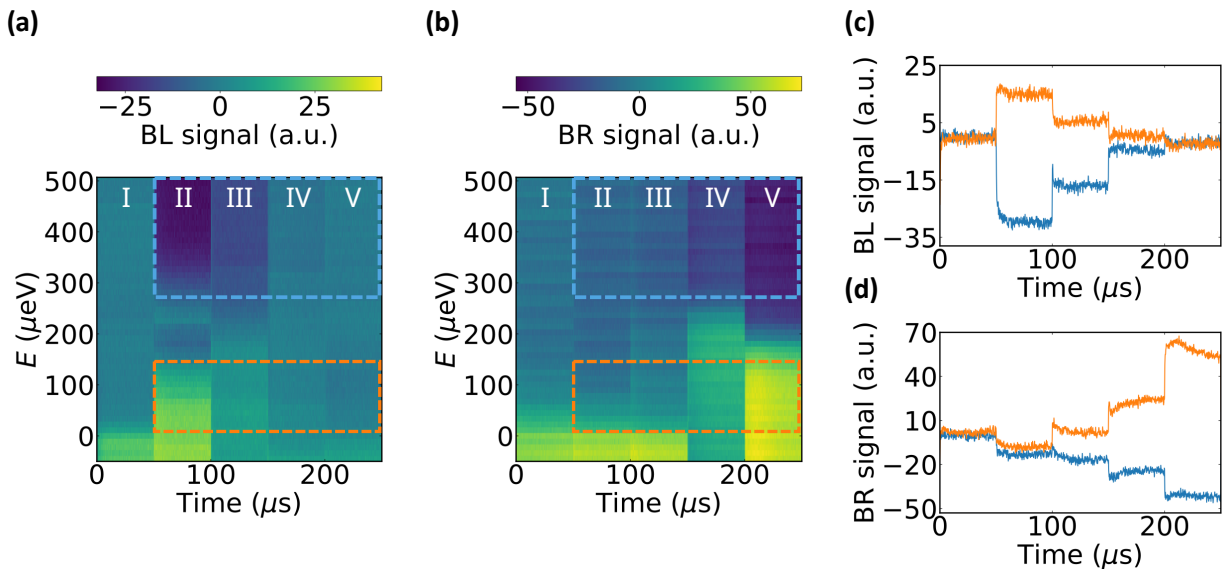 (a)
−25 0 25
BL signal (a.u.)
I II III IV V
500
400
300
200
100
0
E (μeV)
0 100 200
Time (μs)
(b)
−50 0 50
BR signal (a.u.)
I II III IV V
500
400
300
200
100
0
E (μeV)
0 100 200
Time (μs)
(c)
25
5
−15
−35
BL signal (a.u.)
0 100 200
Time (μs)
(d)
70
40
10
−20
−50
BR signal (a.u.)
0 100 200
Time (μs)